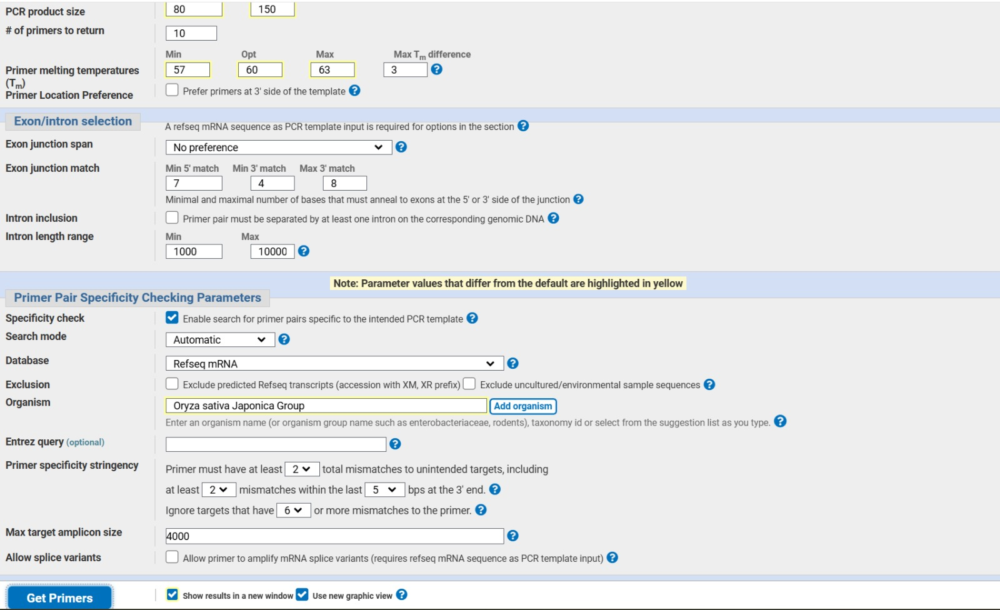 PCR product size 80 150
# of primers to return 10
Min Opt Max Max Tm difference
Primer melting temperatures 57 60 63 3 ?
(Tm)
Primer Location Preference Prefer primers at 3' side of the template ?
Exon/intron selection
A refseq mRNA sequence as PCR template input is required for options in the section ?
Exon junction span No preference ?
Exon junction match Min 5' match Min 3' match Max 3' match
7 4 8
Minimal and maximal number of bases that must anneal to exons at the 5' or 3' side of the junction ?
Intron inclusion Primer pair must be separated by at least one intron on the corresponding genomic DNA ?
Intron length range Min Max
1000 10000 ?
Note: Parameter values that differ from the default are highlighted in yellow
Primer Pair Specificity Checking Parameters
Specificity check Enable search for primer pairs specific to the intended PCR template ?
Search mode Automatic ?
Database Refseq mRNA ?
Exclusion Exclude predicted Refseq transcripts (accession with XM, XR prefix) Exclude uncultured/environmental sample sequences ?
Organism Oryza sativa Japonica Group Add organism
Enter an organism name (or organism group name such as enterobacteriaceae, rodents), taxonomy id or select from the suggestion list as you type. ?
Entrez query (optional) ?
Primer specificity stringency Primer must have at least 2 total mismatches to unintended targets, including
at least 2 mismatches within the last 5 bps at the 3' end. ?
Ignore targets that have 6 or more mismatches to the primer. ?
Max target amplicon size 4000 ?
Allow splice variants Allow primer to amplify mRNA splice variants (requires refseq mRNA sequence as PCR template input) ?
Get Primers Show results in a new window Use new graphic view ?